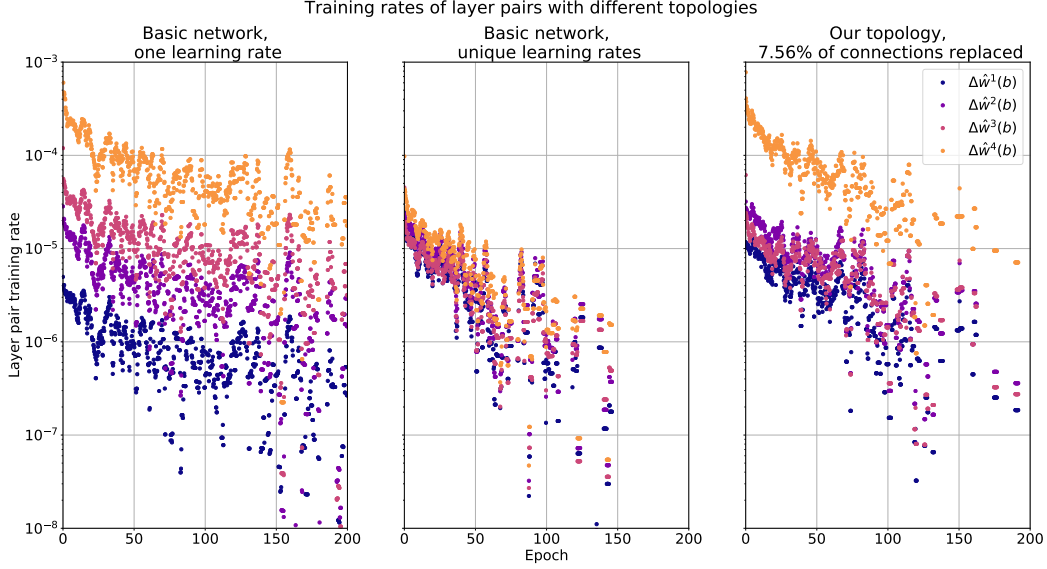 Training rates of layer pairs with different topologies
Basic network,
one learning rate
Basic network,
unique learning rates
Our topology,
7.56% of connections replaced
Layer pair training rate
10⁻³
10⁻⁴
10⁻⁵
10⁻⁶
10⁻⁷
10⁻⁸
0 50 100 150 200
0 50 100 150 200
0 50 100 150 200
Epoch
Δŵ¹(b)
Δŵ²(b)
Δŵ³(b)
Δŵ⁴(b)